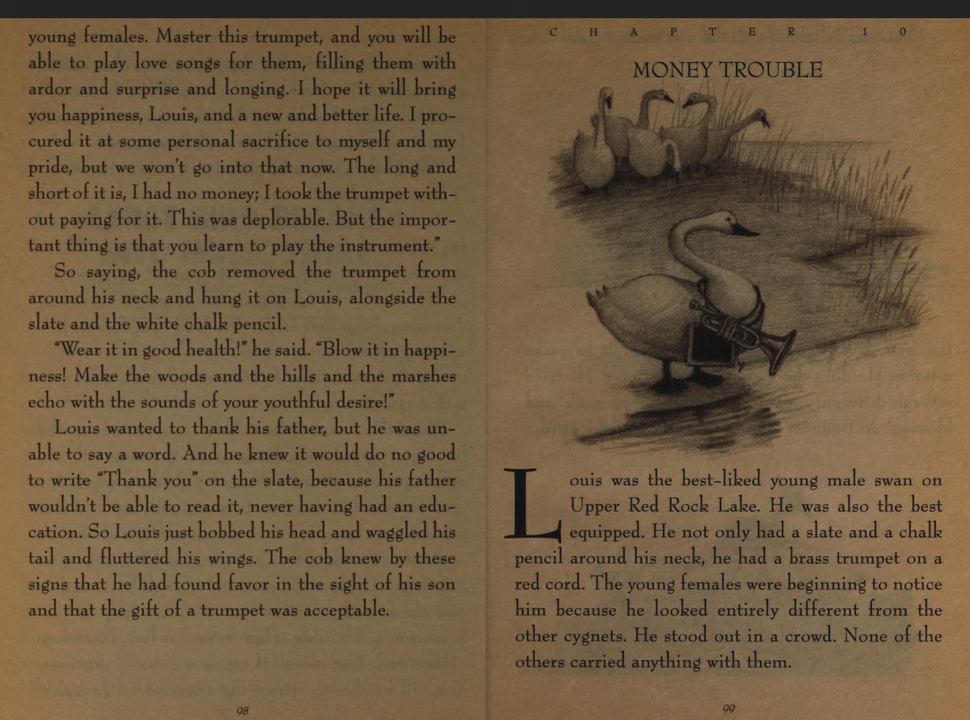 young females. Master this trumpet, and you will be
able to play love songs for them, filling them with
ardor and surprise and longing. I hope it will bring
you happiness, Louis, and a new and better life. I pro-
cured it at some personal sacrifice to myself and my
pride, but we won't go into that now. The long and
short of it is, I had no money; I took the trumpet with-
out paying for it. This was deplorable. But the impor-
tant thing is that you learn to play the instrument."
So saying, the cob removed the trumpet from
around his neck and hung it on Louis, alongside the
slate and the white chalk pencil.
"Wear it in good health!" he said. "Blow it in happi-
ness! Make the woods and the hills and the marshes
echo with the sounds of your youthful desire!"
Louis wanted to thank his father, but he was un-
able to say a word. And he knew it would do no good
to write "Thank you" on the slate, because his father
wouldn't be able to read it, never having had an edu-
cation. So Louis just bobbed his head and waggled his
tail and fluttered his wings. The cob knew by these
signs that he had found favor in the sight of his son
and that the gift of a trumpet was acceptable.
98
CHAPTER 10
MONEY TROUBLE
Louis was the best-liked young male swan on
Upper Red Rock Lake. He was also the best
equipped. He not only had a slate and a chalk
pencil around his neck, he had a brass trumpet on a
red cord. The young females were beginning to notice
him because he looked entirely different from the
other cygnets. He stood out in a crowd. None of the
others carried anything with them.
99